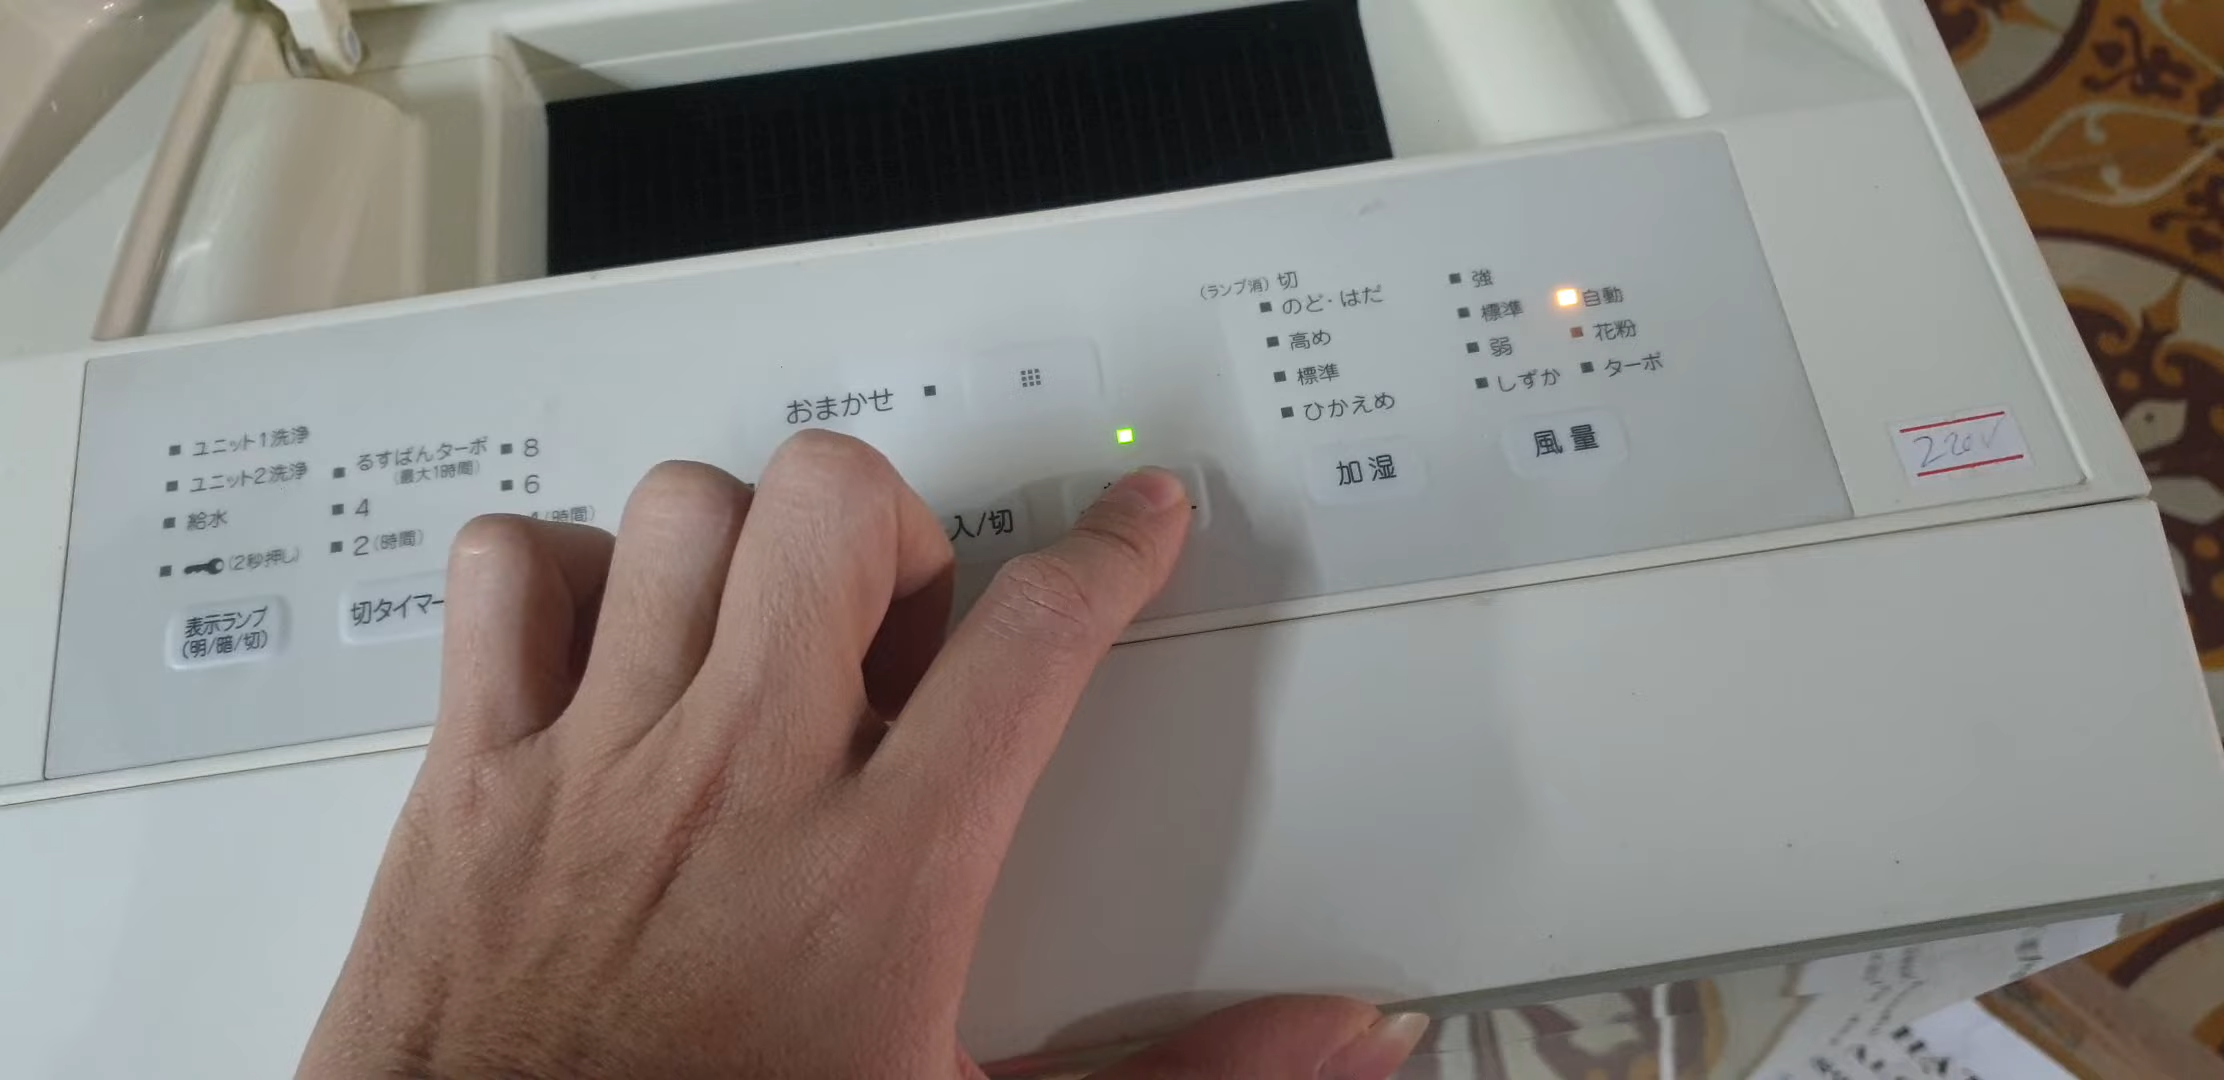 ユニット1洗浄
ユニット2洗浄
給水
(2秒押し)
表示ランプ
(明/暗/切)
るすばんターボ
(最大1時間)
4
2(時間)
切タイマー
8
6
4(時間)
おまかせ
入/切
(ランプ消) 切
のど・はだ
高め
標準
ひかえめ
加湿
強
標準
弱
しずか
自動
花粉
ターボ
風量
220V